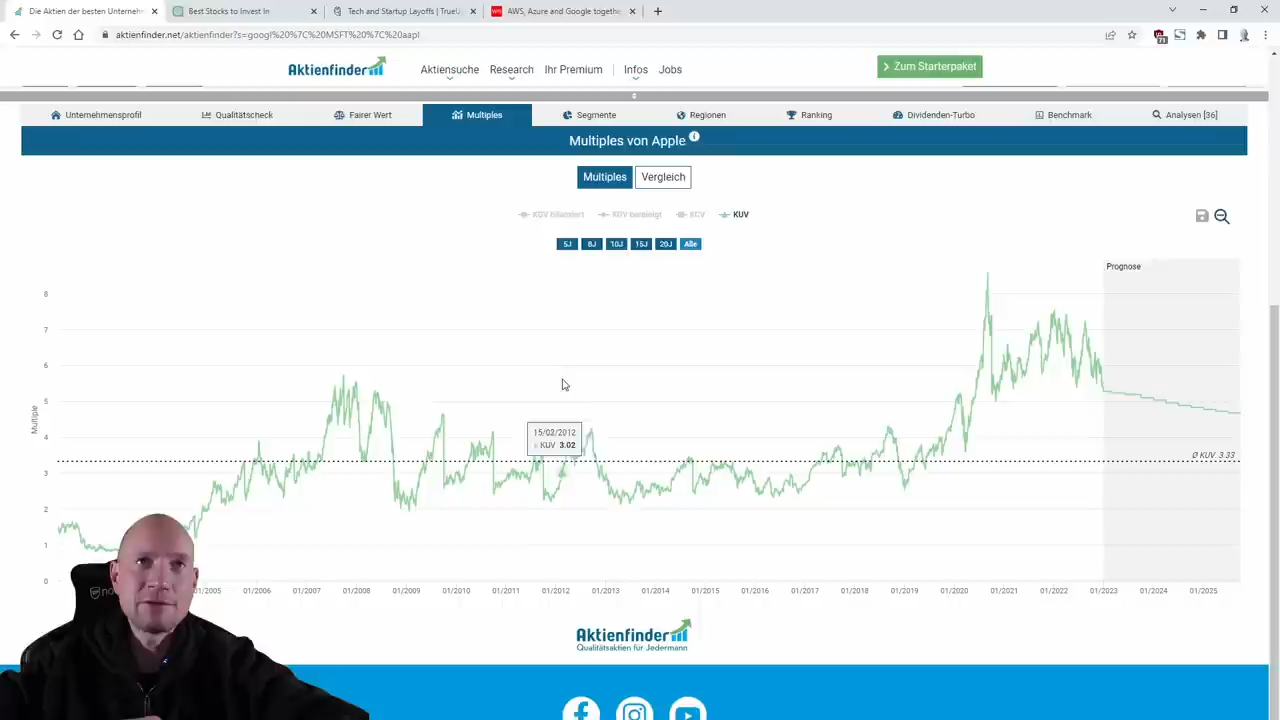 Die Aktien der besten Unterneh
Best Stocks to Invest In
Tech and Startup Layoffs | TrueU
AWS, Azure and Google togethe
aktienfinder.net/aktienfinder?s=googl%20%7C%20MSFT%20%7C%20aapl
Aktienfinder
Aktiensuche
Research
Ihr Premium
Infos
Jobs
Zum Starterpaket
Unternehmensprofil
Qualitätscheck
Fairer Wert
Multiples
Segmente
Regionen
Ranking
Dividenden-Turbo
Benchmark
Analysen [36]
Multiples von Apple
Multiples
Vergleich
KGV bilanziert
KGV bereinigt
KCV
KUV
5J
8J
10J
15J
20J
Alle
Prognose
8
7
6
5
4
3
2
1
0
Multiple
15/03/2012
KUV 3.02
Ø KUV: 3.33
01/2005
01/2006
01/2007
01/2008
01/2009
01/2010
01/2011
01/2012
01/2013
01/2014
01/2015
01/2016
01/2017
01/2018
01/2019
01/2020
01/2021
01/2022
01/2023
01/2024
01/2025
Aktienfinder
Qualitätsaktien für Jedermann